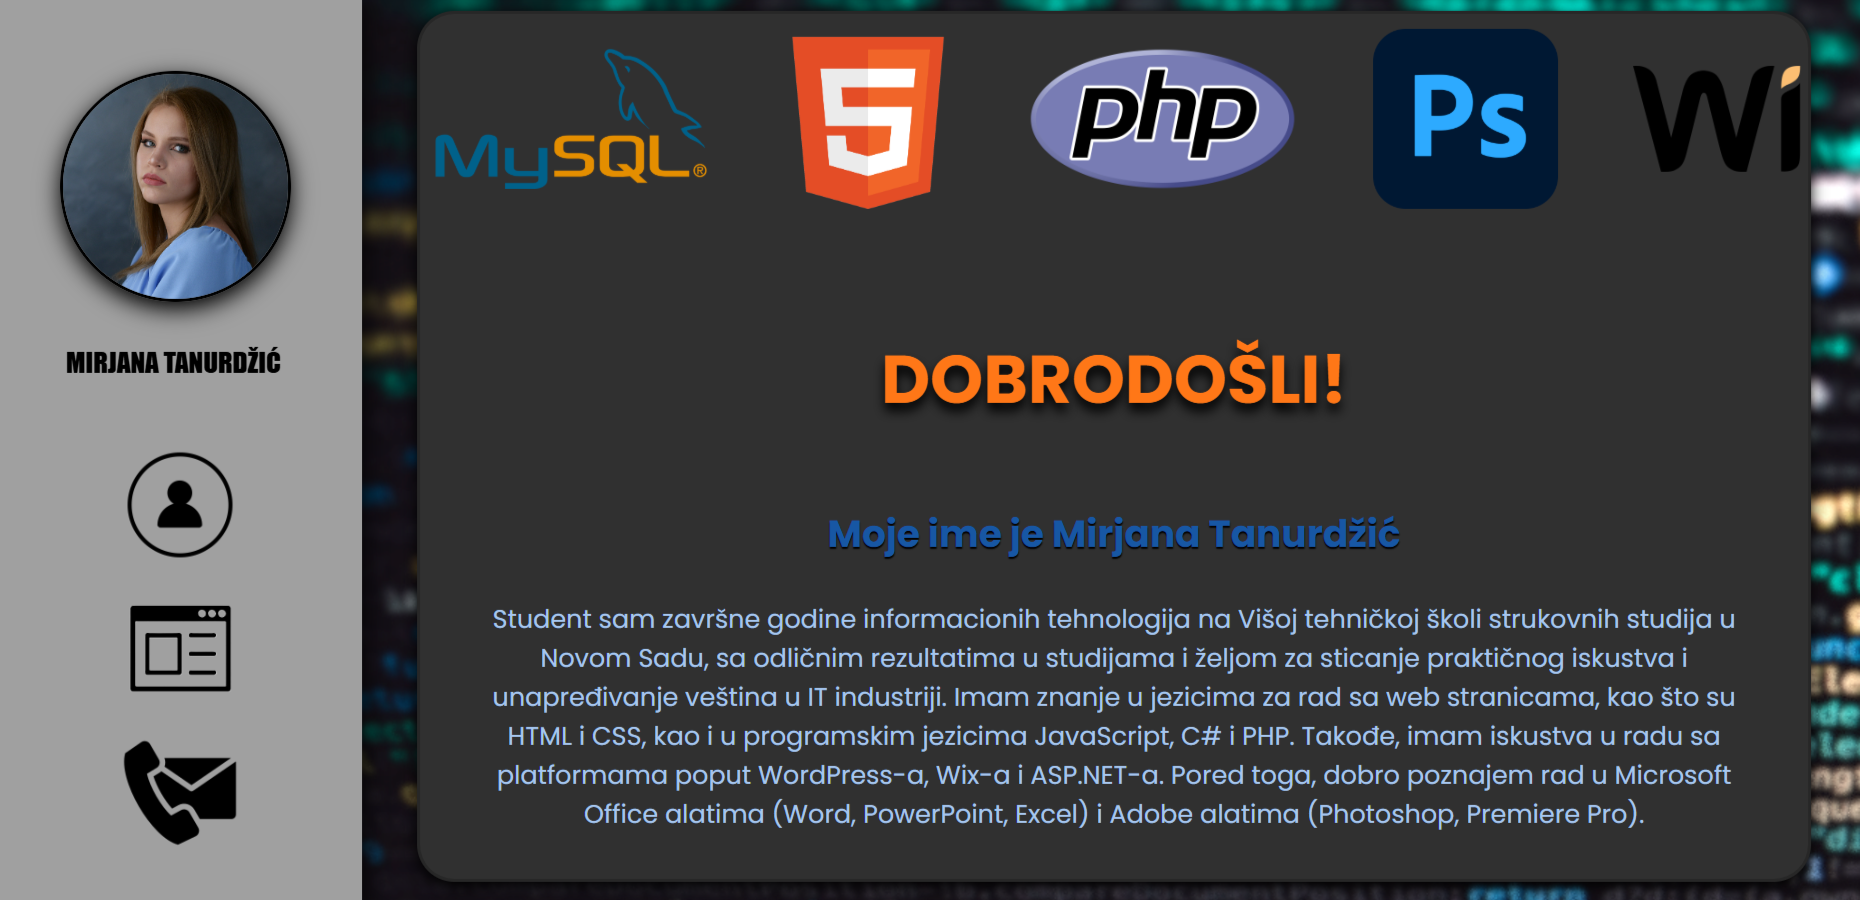 MySQL®
5
php
Ps
Wi
MIRJANA TANURDŽIĆ
DOBRODOŠLI!
Moje ime je Mirjana Tanurdžić
Student sam završne godine informacionih tehnologija na Višoj tehničkoj školi strukovnih studija u
Novom Sadu, sa odličnim rezultatima u studijama i željom za sticanje praktičnog iskustva i
unapređivanje veština u IT industriji. Imam znanje u jezicima za rad sa web stranicama, kao što su
HTML i CSS, kao i u programskim jezicima JavaScript, C# i PHP. Takođe, imam iskustva u radu sa
platformama poput WordPress-a, Wix-a i ASP.NET-a. Pored toga, dobro poznajem rad u Microsoft
Office alatima (Word, PowerPoint, Excel) i Adobe alatima (Photoshop, Premiere Pro).
return